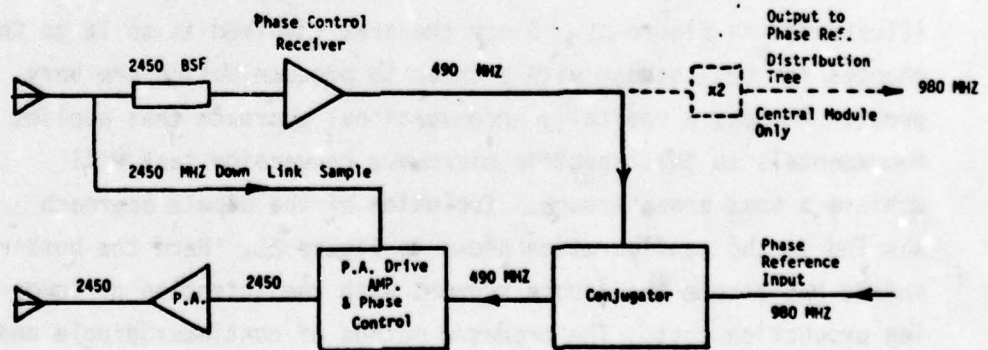 Phase Control
Receiver
2450 BSF
490 MHZ
Output to
Phase Ref.
Distribution
Tree
x2
980 MHZ
Central Module
Only
2450 MHZ Down Link Sample
2450
P.A.
2450
P.A. Drive
AMP.
& Phase
Control
490 MHZ
Conjugator
Phase
Reference
Input
980 MHZ